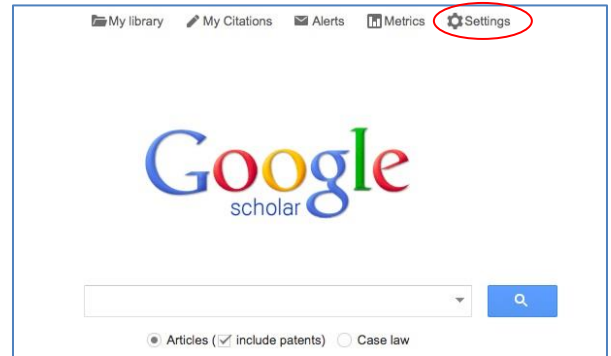 My library My Citations Alerts Metrics Settings
Google
scholar
Articles (include patents) Case law